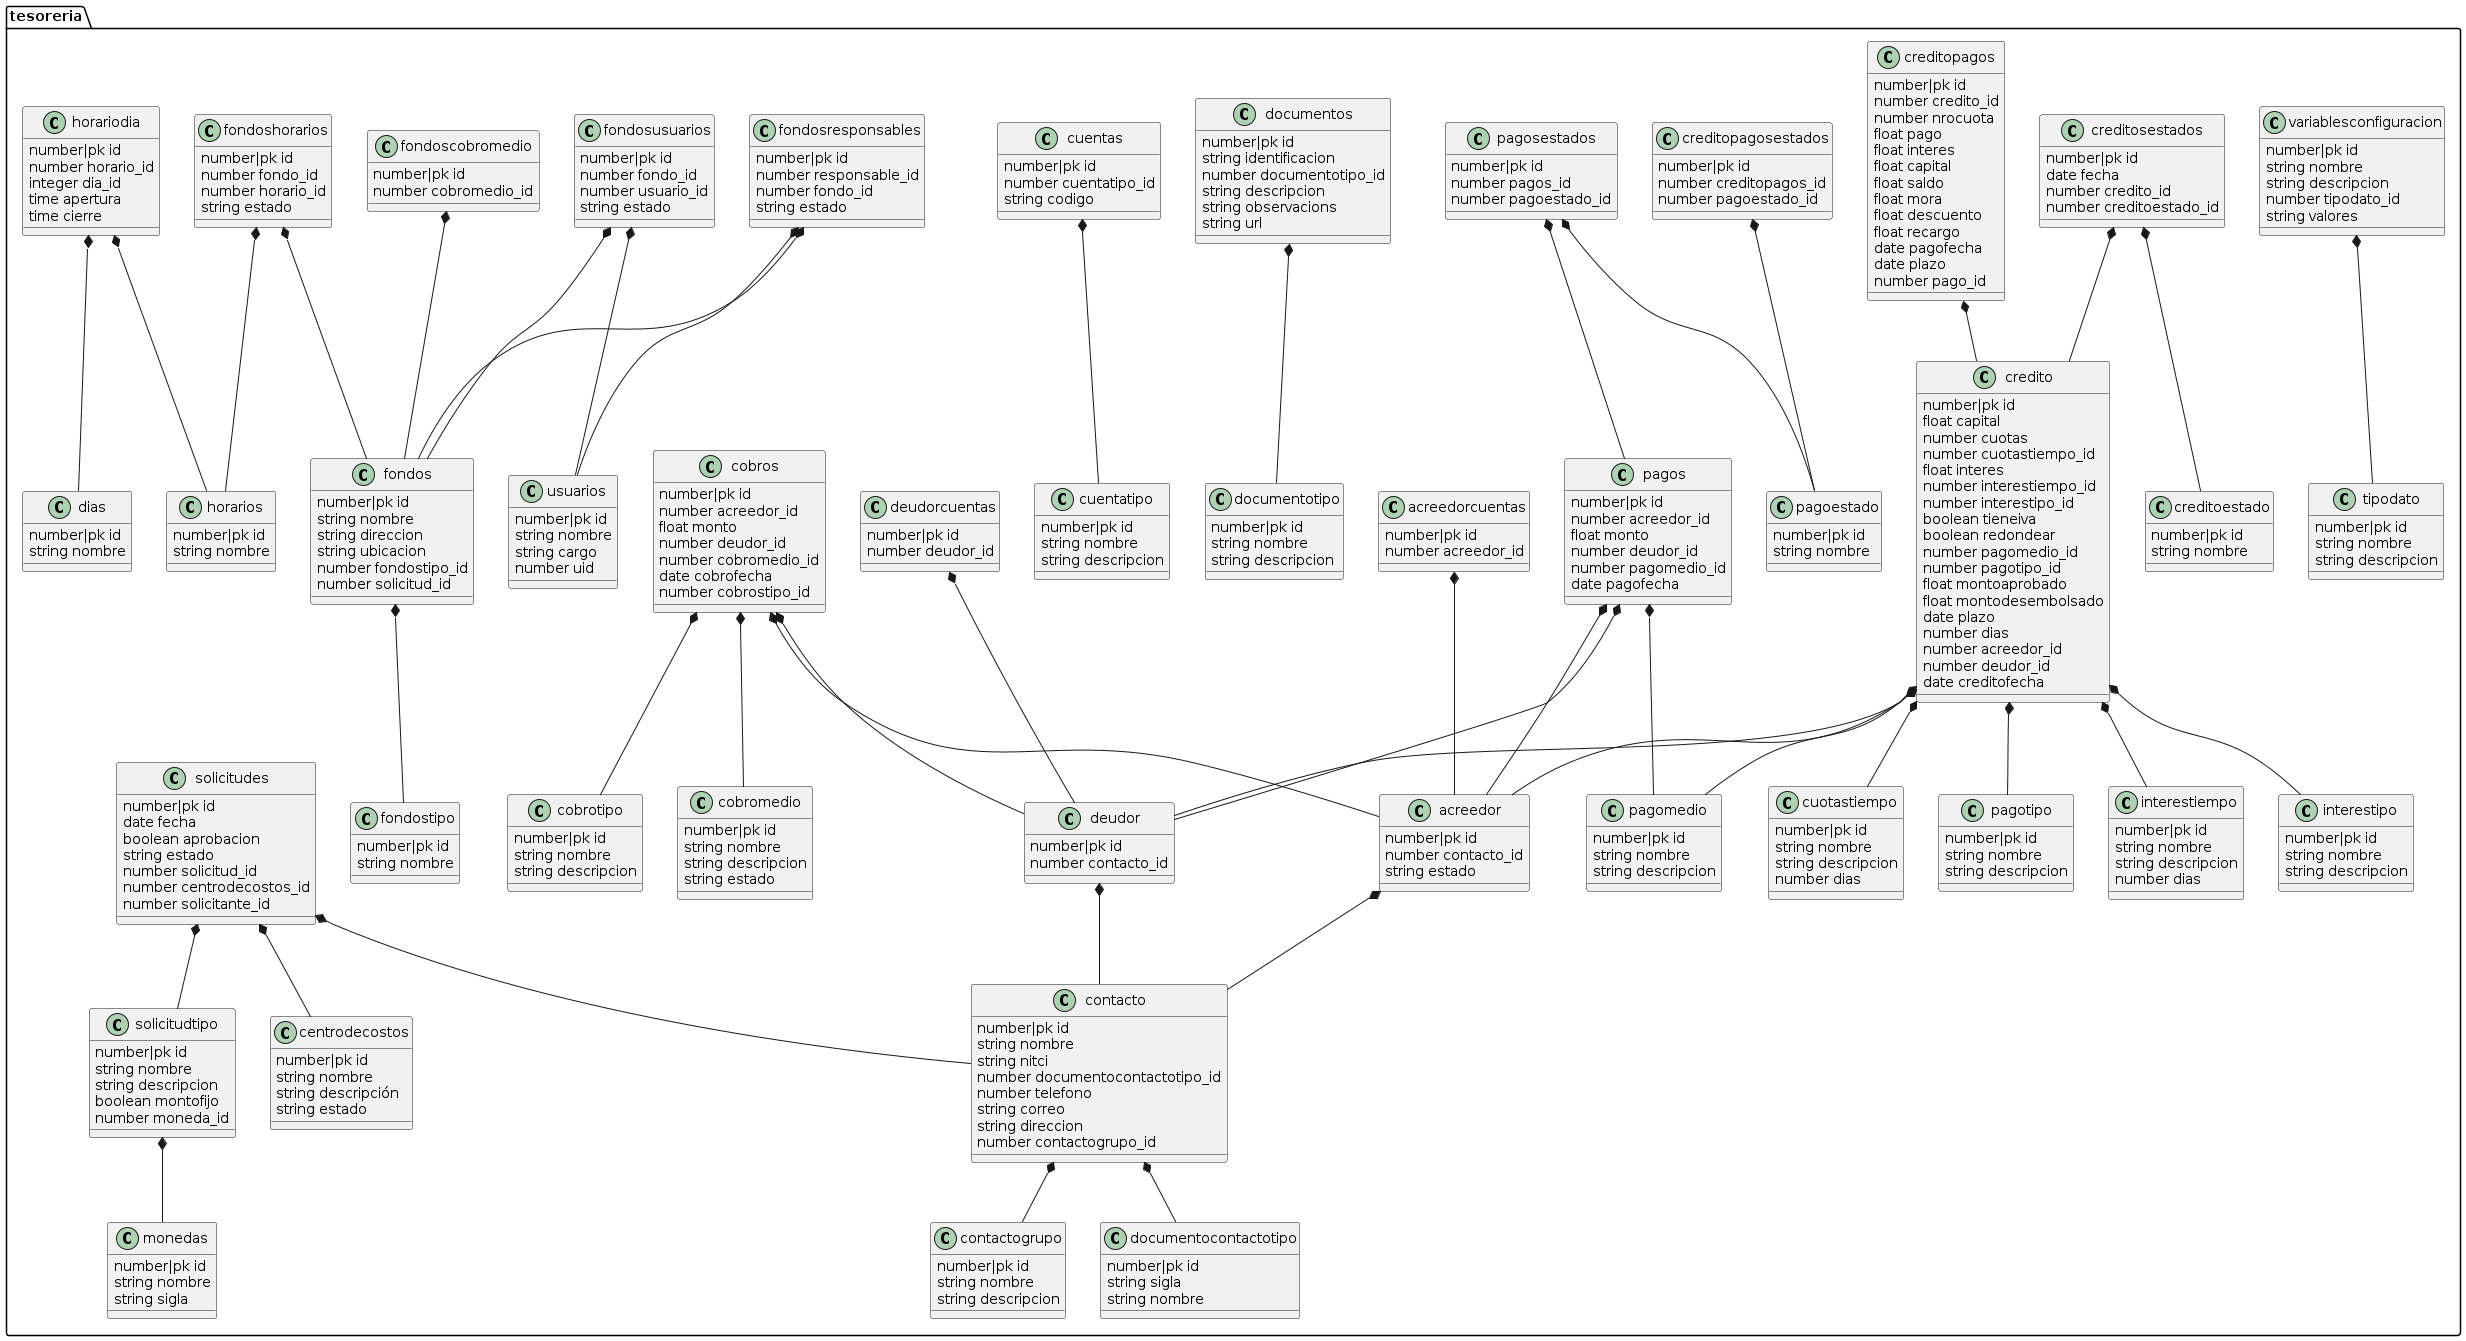 tesoreria
horariodia
number|pk id
number horario_id
integer dia_id
time apertura
time cierre
fondoshorarios
number|pk id
number fondo_id
number horario_id
string estado
fondoscobromedio
number|pk id
number cobromedio_id
fondosusuarios
number|pk id
number fondo_id
number usuario_id
string estado
fondosresponsables
number|pk id
number responsable_id
number fondo_id
string estado
cuentas
number|pk id
number cuentatipo_id
string codigo
documentos
number|pk id
string identificacion
number documentotipo_id
string descripcion
string observacions
string url
pagosestados
number|pk id
number pagos_id
number pagoestado_id
creditopagosestados
number|pk id
number creditopagos_id
number pagoestado_id
creditopagos
number|pk id
number credito_id
number nrocuota
float pago
float interes
float capital
float saldo
float mora
float descuento
float recargo
date pagofecha
date plazo
number pago_id
creditosestados
number|pk id
date fecha
number credito_id
number creditoestado_id
variablesconfiguracion
number|pk id
string nombre
string descripcion
number tipodato_id
string valores
dias
number|pk id
string nombre
horarios
number|pk id
string nombre
fondos
number|pk id
string nombre
string direccion
string ubicacion
number fondostipo_id
number solicitud_id
usuarios
number|pk id
string nombre
string cargo
number uid
cobros
number|pk id
number acreedor_id
float monto
number deudor_id
number cobromedio_id
date cobrofecha
number cobrostipo_id
deudorcuentas
number|pk id
number deudor_id
cuentatipo
number|pk id
string nombre
string descripcion
documentotipo
number|pk id
string nombre
string descripcion
acreedorcuentas
number|pk id
number acreedor_id
pagos
number|pk id
number acreedor_id
float monto
number deudor_id
number pagomedio_id
date pagofecha
pagoestado
number|pk id
string nombre
credito
number|pk id
float capital
number cuotas
number cuotastiempo_id
float interes
number interestiempo_id
number interestipo_id
boolean tieneiva
boolean redondear
number pagomedio_id
number pagotipo_id
float montoaprobado
float montodesembolsado
date plazo
number dias
number acreedor_id
number deudor_id
date creditofecha
creditoestado
number|pk id
string nombre
tipodato
number|pk id
string nombre
string descripcion
solicitudes
number|pk id
date fecha
boolean aprobacion
string estado
number solicitud_id
number centrodecostos_id
number solicitante_id
fondostipo
number|pk id
string nombre
cobrotipo
number|pk id
string nombre
string descripcion
cobromedio
number|pk id
string nombre
string descripcion
string estado
deudor
number|pk id
number contacto_id
acreedor
number|pk id
number contacto_id
string estado
pagomedio
number|pk id
string nombre
string descripcion
cuotastiempo
number|pk id
string nombre
string descripcion
number dias
pagotipo
number|pk id
string nombre
string descripcion
interestiempo
number|pk id
string nombre
string descripcion
number dias
interestipo
number|pk id
string nombre
string descripcion
solicitudtipo
number|pk id
string nombre
string descripcion
boolean montofijo
number moneda_id
centrodecostos
number|pk id
string nombre
string descripción
string estado
contacto
number|pk id
string nombre
string nitci
number documentocontactotipo_id
number telefono
string correo
string direccion
number contactogrupo_id
monedas
number|pk id
string nombre
string sigla
contactogrupo
number|pk id
string nombre
string descripcion
documentocontactotipo
number|pk id
string sigla
string nombre